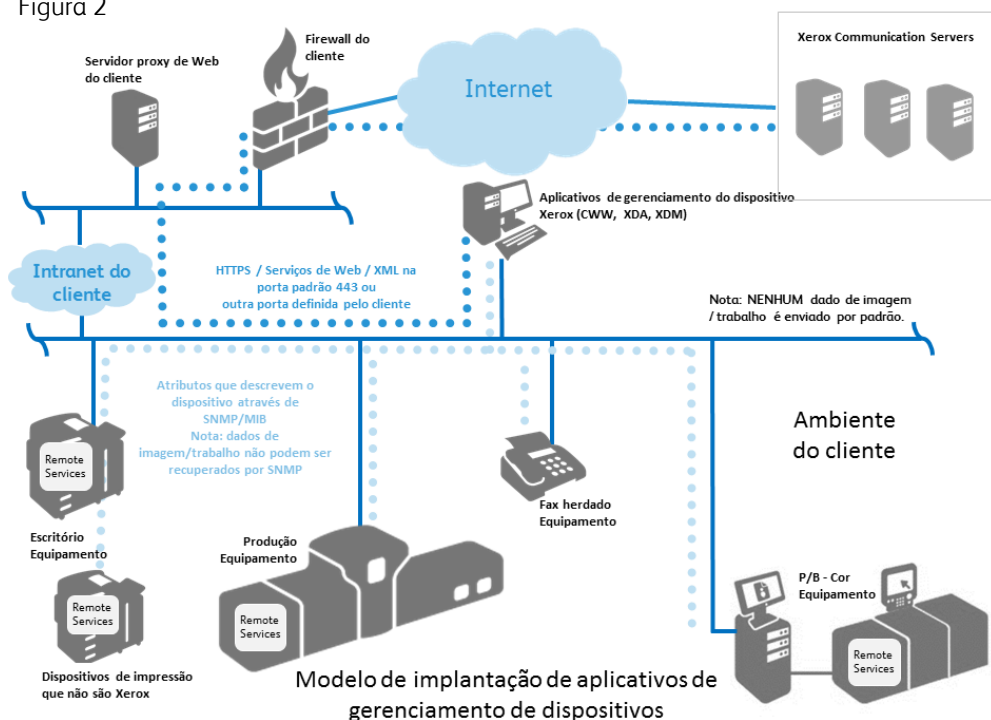 Figura 2
Servidor proxy de Web
do cliente
Firewall do
cliente
Internet
Xerox Communication Servers
Aplicativos de gerenciamento do dispositivo
Xerox (CWW, XDA, XDM)
Intranet do
cliente
HTTPS / Serviços de Web / XML na
porta padrão 443 ou
outra porta definida pelo cliente
Nota: NENHUM dado de imagem
/ trabalho é enviado por padrão.
Atributos que descrevem o
dispositivo através de
SNMP/MIB
Nota: dados de
imagem/trabalho não podem ser
recuperados por SNMP
Ambiente
do cliente
Remote
Services
Escritório
Equipamento
Fax herdado
Equipamento
Produção
Equipamento
Remote
Services
P/B - Cor
Equipamento
Remote
Services
Remote
Services
Dispositivos de impressão
que não são Xerox
Modelo de implantação de aplicativos de
gerenciamento de dispositivos